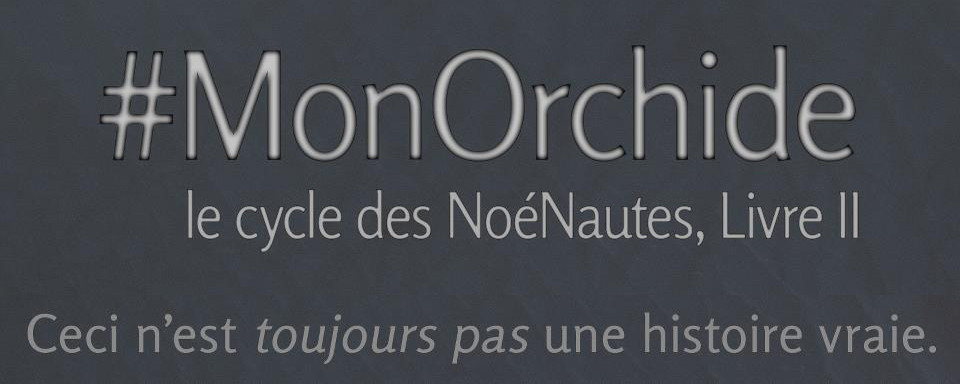 #MonOrchide
le cycle des NoéNautes, Livre II
Ceci n'est toujours pas une histoire vraie.